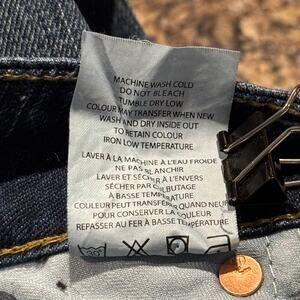 MACHINE WASH COLD
DO NOT BLEACH
TUMBLE DRY LOW
COLOUR MAY TRANSFER WHEN NEW
WASH AND DRY INSIDE OUT
TO RETAIN COLOUR
IRON LOW TEMPERATURE
LAVER À LA MACHINE À L'EAU FROIDE
NE PAS BLANCHIR
LAVER ET SÉCHER À L'ENVERS
SÉCHER PAR CULBUTAGE
À BASSE TEMPÉRATURE
COULEUR PEUT TRANSFÉRER QUAND NEUF
POUR CONSERVER LA COULEUR
REPASSER AU FER À BASSE TEMPÉRATURE
30